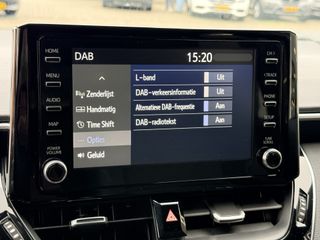 DAB 15:20
HOME
MENU
AUDIO
MAP
POWER
VOLUME
Zenderlijst
Handmatig
Time Shift
Opties
Geluid
L-band Uit
DAB-verkeersinformatie Uit
Alternatieve DAB-frequentie Aan
DAB-radiotekst Aan
CH
TRACK
PHONE
SETUP
TUNE
SCROLL